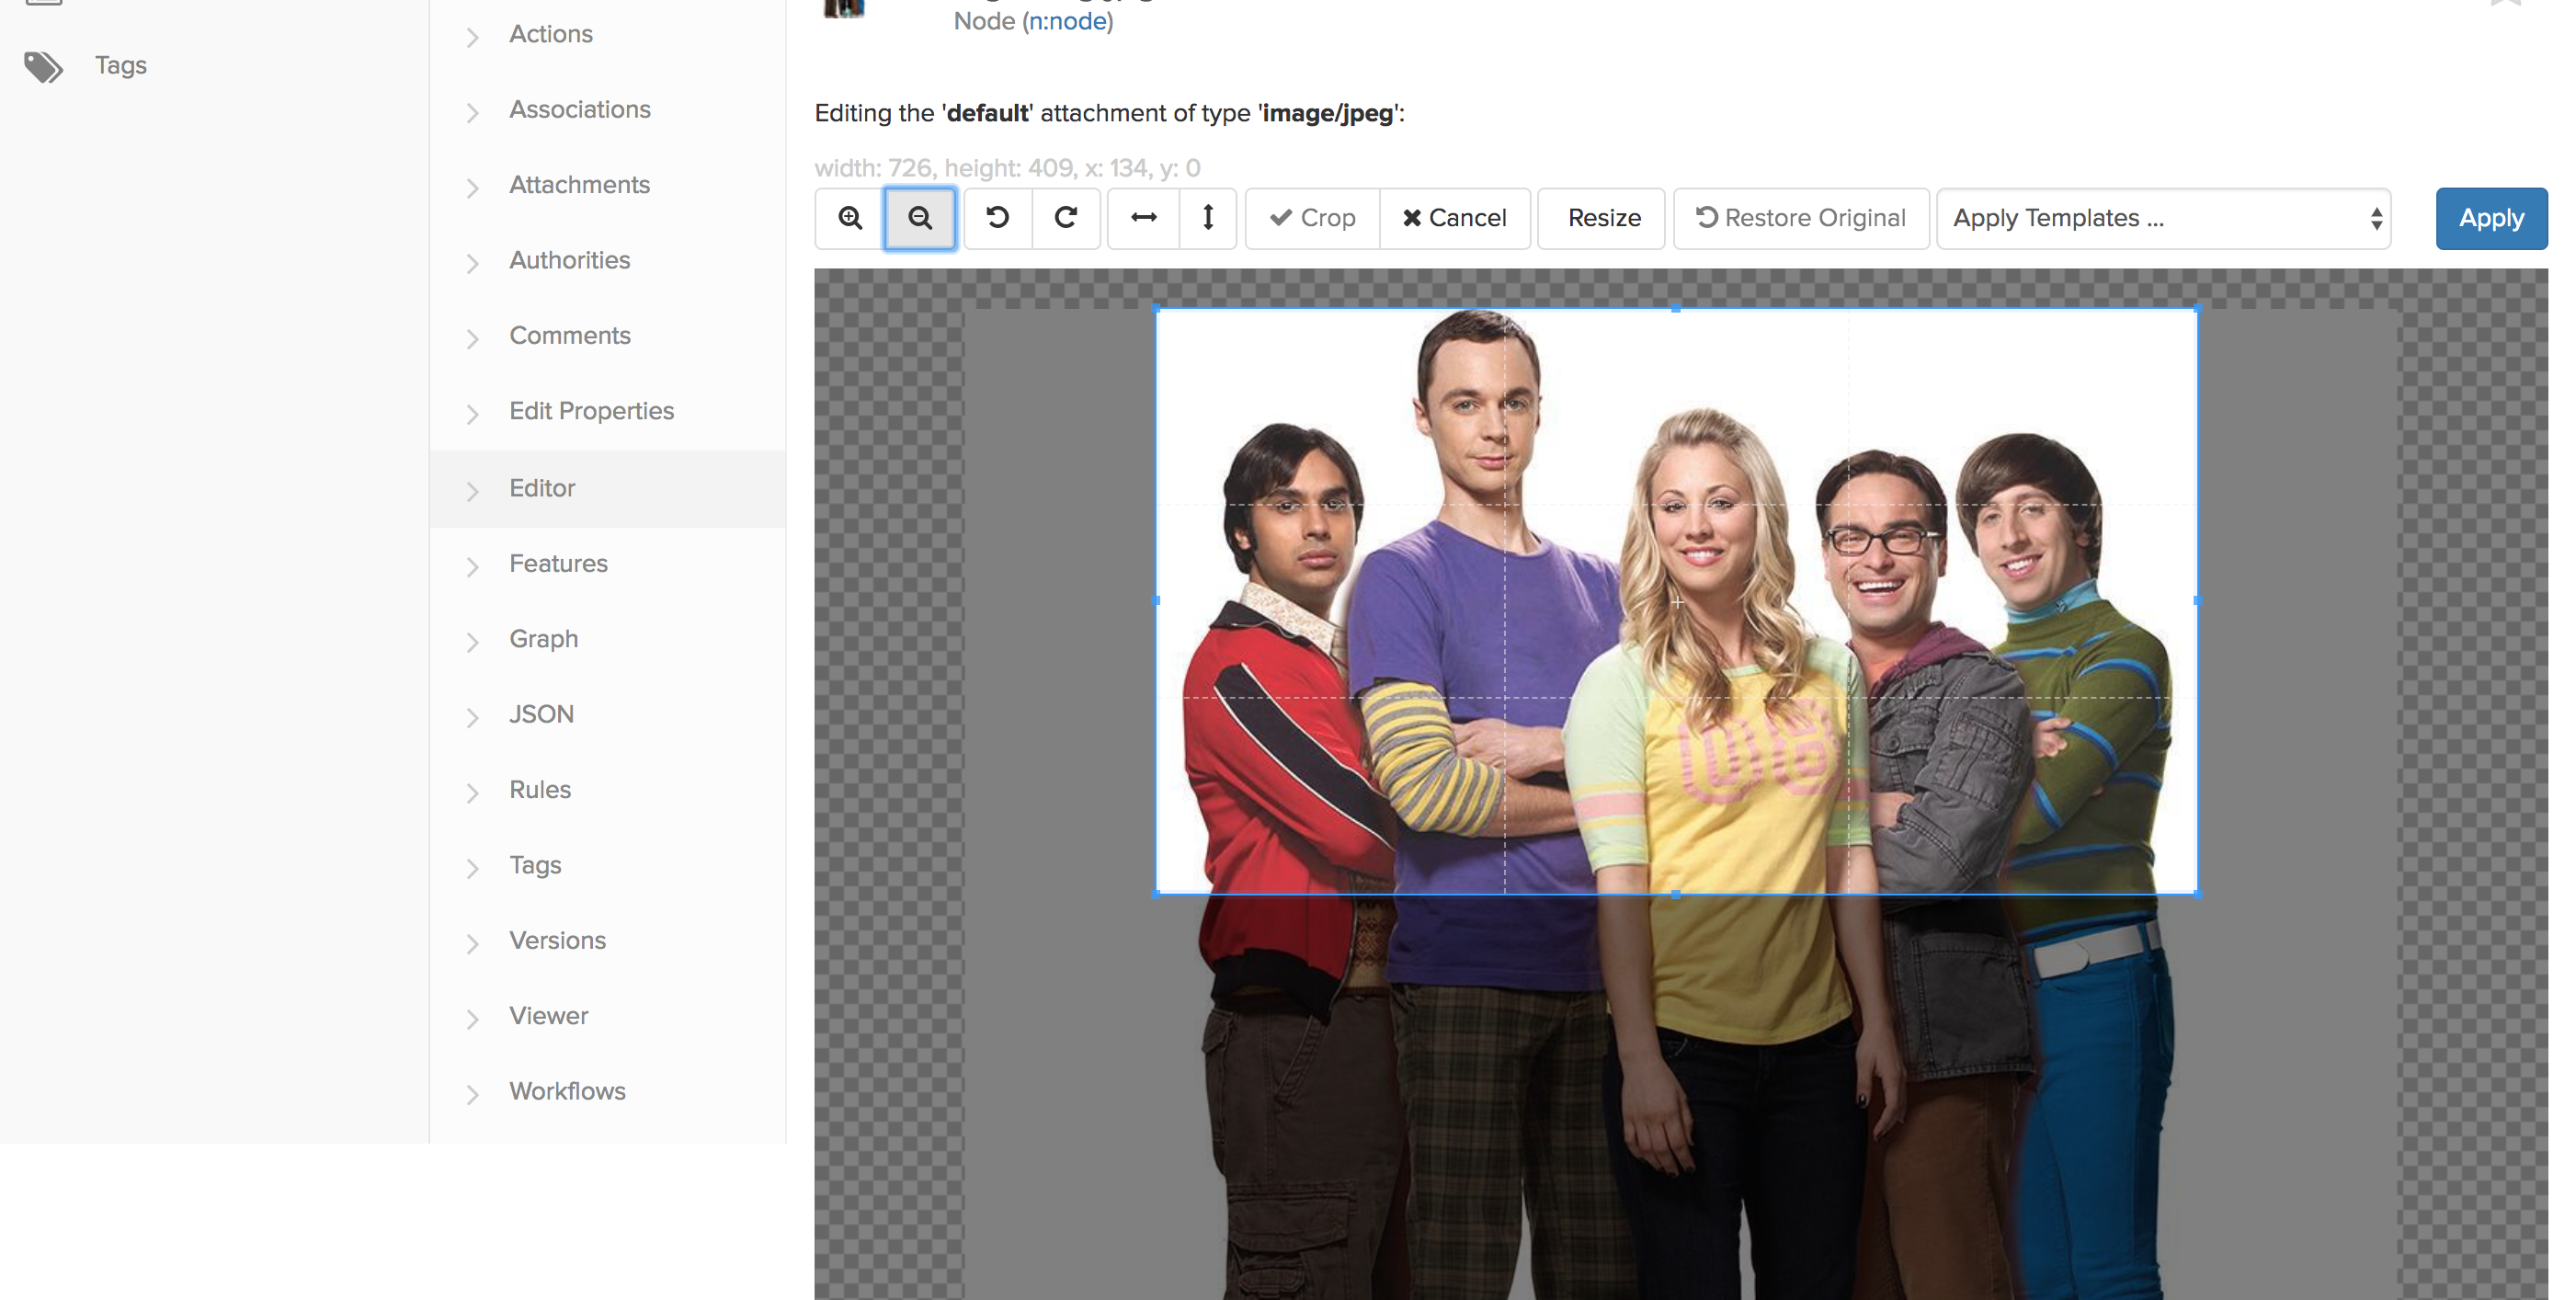 Node (n:node)
Tags
Actions
Associations
Attachments
Authorities
Comments
Edit Properties
Editor
Features
Graph
JSON
Rules
Tags
Versions
Viewer
Workflows
Editing the 'default' attachment of type 'image/jpeg':
width: 726, height: 409, x: 134, y: 0
Crop Cancel Resize Restore Original Apply Templates ... Apply